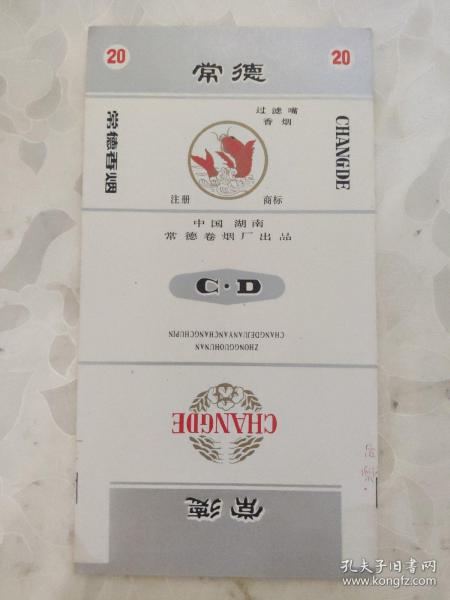 20
常德
20
常德香烟
过滤嘴
香烟
CHANGDE
注册 商标
中国 湖南
常德卷烟厂出品
C·D
ZHONGGUOHUNAN
CHANGDEJUANYANCHANGCHUPIN
CHANGDE
常德
孔夫子旧书网
www.kongfz.com